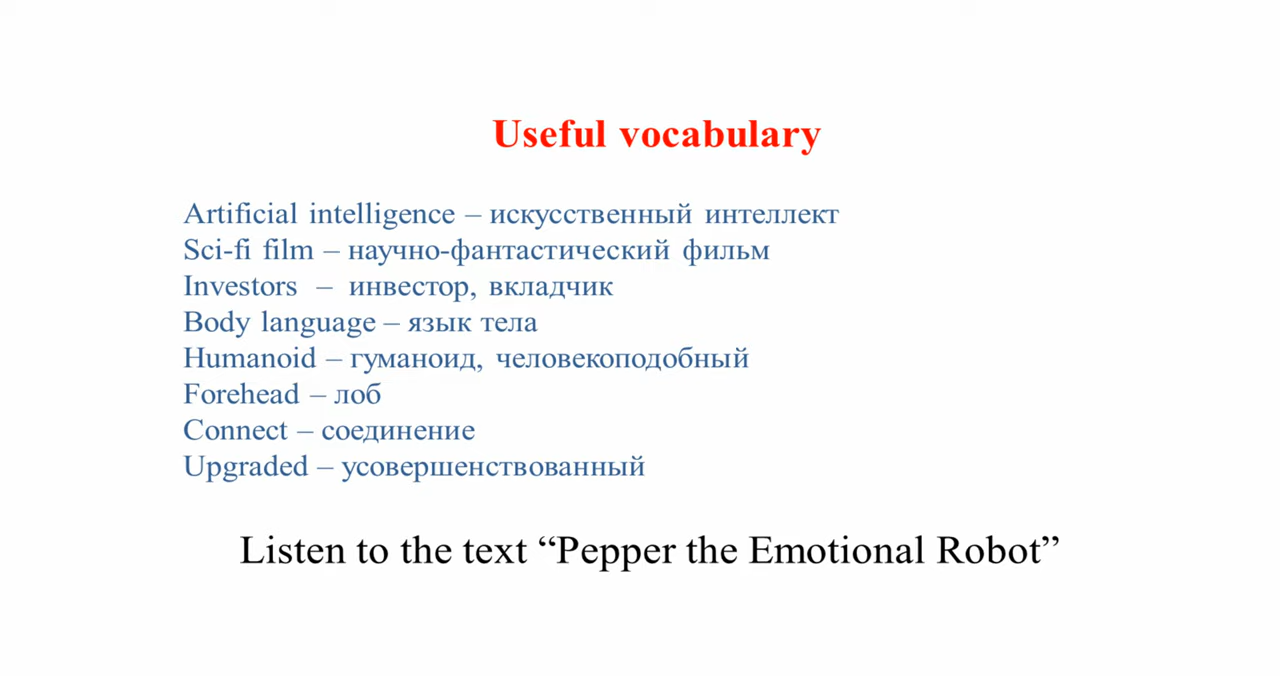 Useful vocabulary
Artificial intelligence – искусственный интеллект
Sci-fi film – научно-фантастический фильм
Investors – инвестор, вкладчик
Body language – язык тела
Humanoid – гуманоид, человекоподобный
Forehead – лоб
Connect – соединение
Upgraded – усовершенствованный
Listen to the text “Pepper the Emotional Robot”